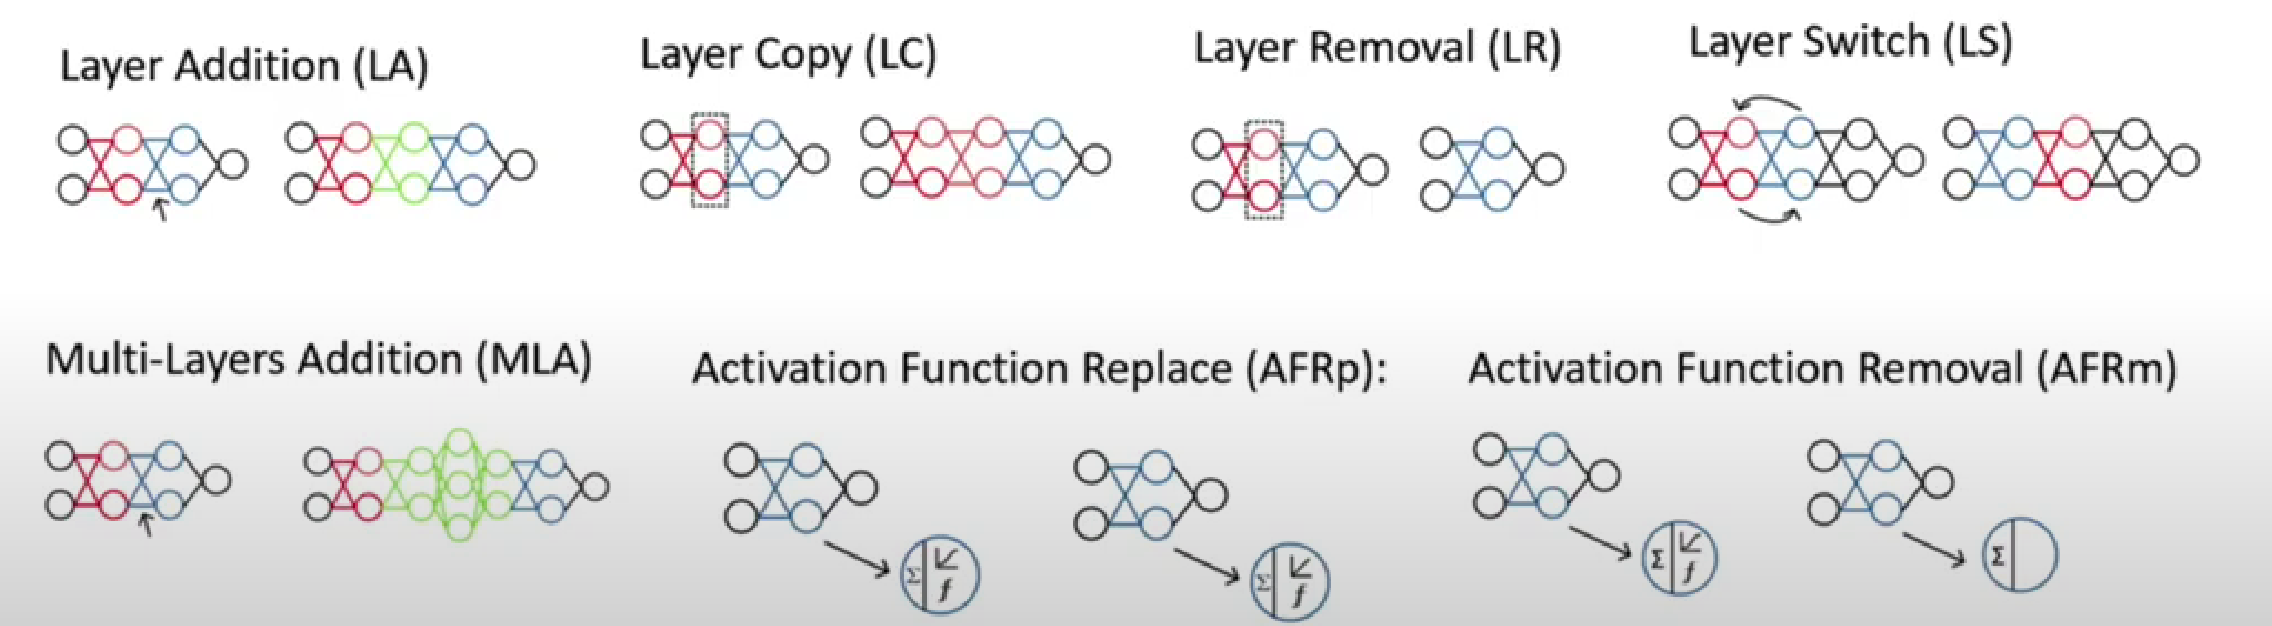 Layer Addition (LA)
Layer Copy (LC)
Layer Removal (LR)
Layer Switch (LS)
Multi-Layers Addition (MLA)
Activation Function Replace (AFRp):
Activation Function Removal (AFRm)
Σ f
Σ f
Σ f
Σ